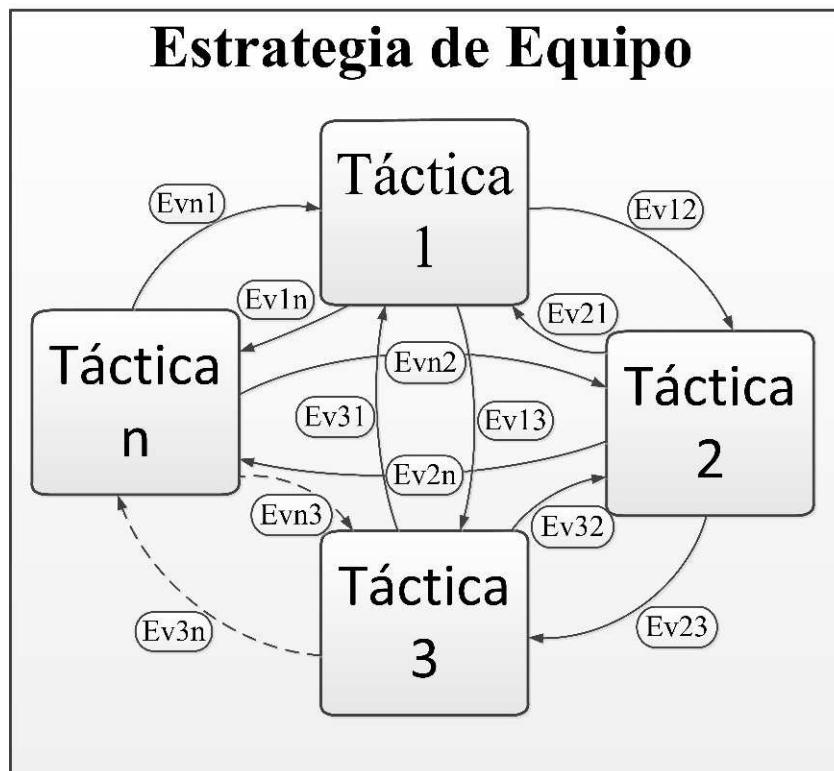 Estrategia de Equipo
Táctica
1
Evn1
Ev12
Ev1n
Ev21
Táctica
n
Evn2
Táctica
2
Ev31
Ev13
Ev2n
Evn3
Ev32
Táctica
3
Ev3n
Ev23